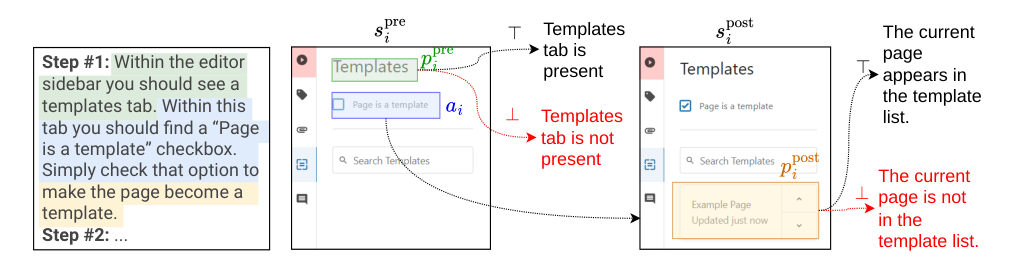 Step #1: Within the editor
sidebar you should see a
templates tab. Within this
tab you should find a “Page
is a template” checkbox.
Simply check that option to
make the page become a
template.
Step #2: ...
s_i^pre
Templates
p_i^pre
Page is a template
a_i
Search Templates
⊤
Templates
tab is
present
⊥
Templates
tab is not
present
s_i^post
Templates
Page is a template
Search Templates
p_i^post
Example Page
Updated just now
⊤
The current
page
appears in
the template
list.
⊥
The current
page is not
in the
template list.